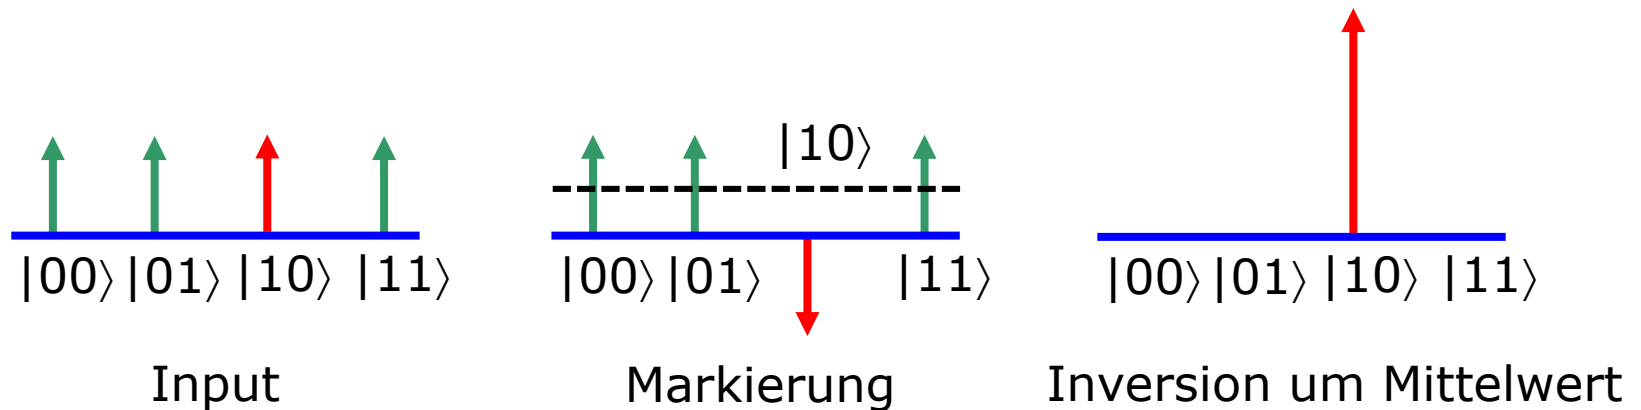 |00⟩ |01⟩ |10⟩ |11⟩
Input
|10⟩
|00⟩ |01⟩ |11⟩
Markierung
|00⟩ |01⟩ |10⟩ |11⟩
Inversion um Mittelwert